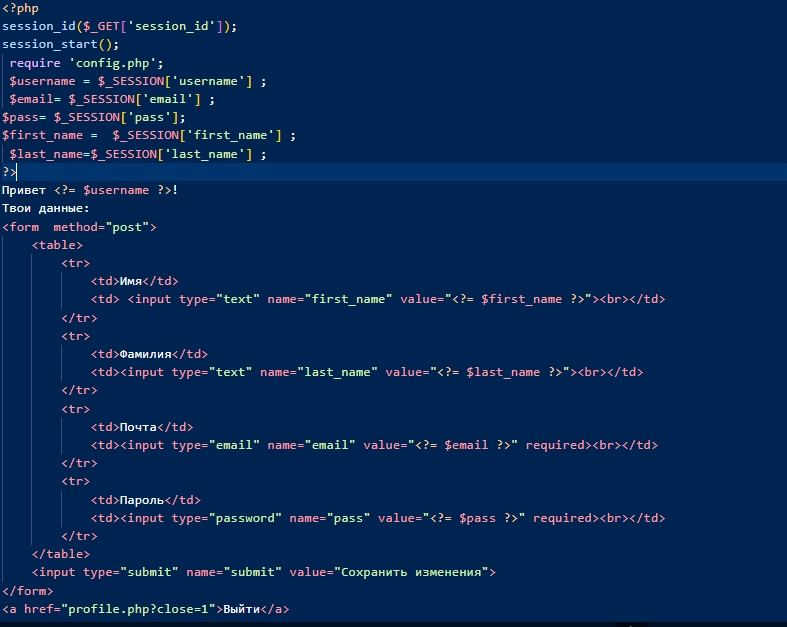 <?php
session_id($_GET['session_id']);
session_start();
 require 'config.php';
 $username = $_SESSION['username'] ;
 $email= $_SESSION['email'] ;
$pass= $_SESSION['pass'];
$first_name =  $_SESSION['first_name'] ;
 $last_name=$_SESSION['last_name'] ;
?>
Привет <?= $username ?>!
Твои данные:
<form  method="post">
    <table>
        <tr>
            <td>Имя</td>
            <td> <input type="text" name="first_name" value="<?= $first_name ?>"><br></td>
        </tr>
        <tr>
            <td>Фамилия</td>
            <td><input type="text" name="last_name" value="<?= $last_name ?>"><br></td>
        </tr>
        <tr>
            <td>Почта</td>
            <td><input type="email" name="email" value="<?= $email ?>" required><br></td>
        </tr>
        <tr>
            <td>Пароль</td>
            <td><input type="password" name="pass" value="<?= $pass ?>" required><br></td>
        </tr>
    </table>
    <input type="submit" name="submit" value="Сохранить изменения">
</form>
<a href="profile.php?close=1">Выйти</a>